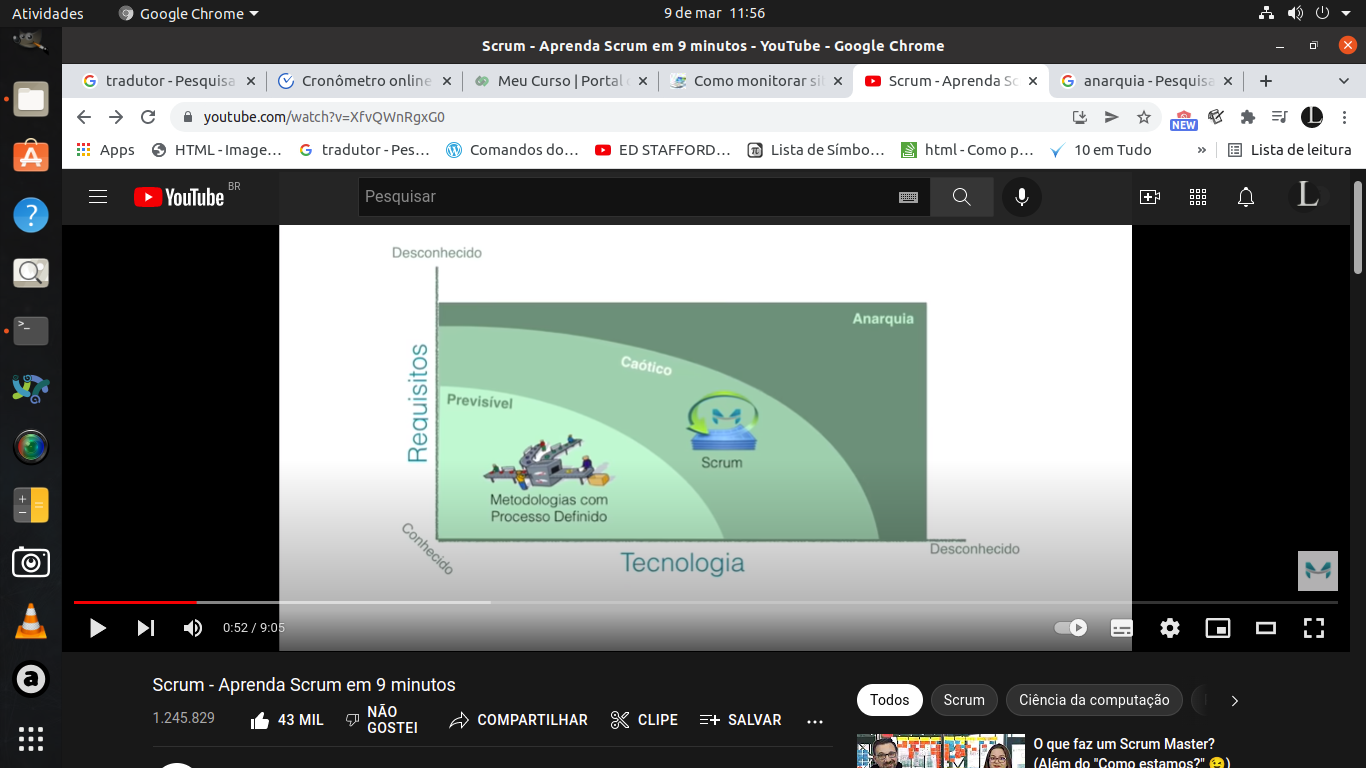 Atividades
Google Chrome
9 de mar 11:56
Scrum - Aprenda Scrum em 9 minutos - YouTube - Google Chrome
tradutor - Pesquisa
Cronômetro online
Meu Curso | Portal
Como monitorar si
Scrum - Aprenda Sc
anarquia - Pesquisa
youtube.com/watch?v=XfvQWnRgxG0
NEW
Apps
HTML - Image...
tradutor - Pes...
Comandos do...
ED STAFFORD...
Lista de Símbo...
html - Como p...
10 em Tudo
»
Lista de leitura
YouTube
BR
Pesquisar
L
Desconhecido
Anarquia
Caótico
Requisitos
Previsível
Scrum
Metodologias com
Processo Definido
Conhecido
Desconhecido
Tecnologia
0:52 / 9:05
Scrum - Aprenda Scrum em 9 minutos
1.245.829
43 MIL
NÃO
GOSTEI
COMPARTILHAR
CLIPE
SALVAR
Todos
Scrum
Ciência da computação
O que faz um Scrum Master?
(Além do "Como estamos?" 😉)